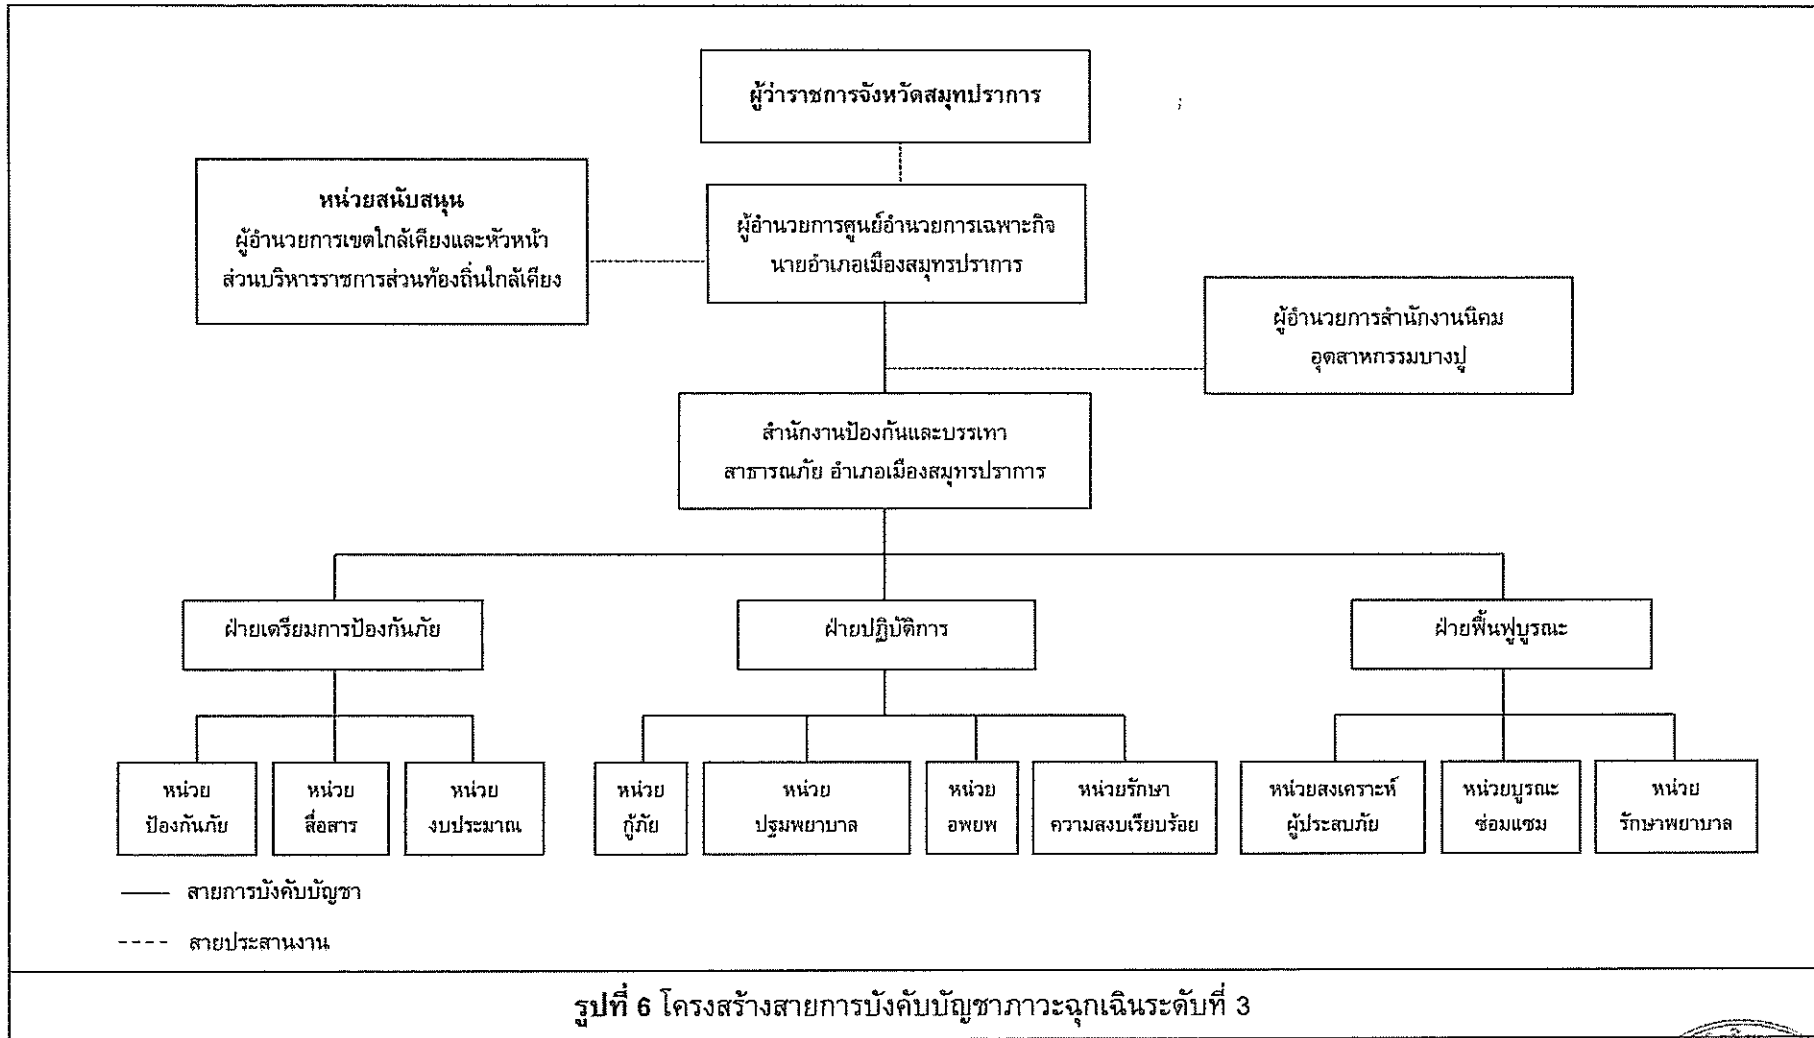 ผู้ว่าราชการจังหวัดสมุทปราการ
หน่วยสนับสนุน
ผู้อำนวยการเขตใกล้เคียงและหัวหน้า
ส่วนบริหารราชการส่วนท้องถิ่นใกล้เคียง
ผู้อำนวยการศูนย์อำนวยการเฉพาะกิจ
นายอำเภอเมืองสมุทรปราการ
ผู้อำนวยการสำนักงานนิคม
อุตสาหกรรมบางปู
สำนักงานป้องกันและบรรเทา
สาธารณภัย อำเภอเมืองสมุทรปราการ
ฝ่ายเตรียมการป้องกันภัย
ฝ่ายปฏิบัติการ
ฝ่ายฟื้นฟูบูรณะ
หน่วย
ป้องกันภัย
หน่วย
สื่อสาร
หน่วย
งบประมาณ
หน่วย
กู้ภัย
หน่วย
ปฐมพยาบาล
หน่วย
อพยพ
หน่วยรักษา
ความสงบเรียบร้อย
หน่วยสงเคราะห์
ผู้ประสบภัย
หน่วยบูรณะ
ซ่อมแซม
หน่วย
รักษาพยาบาล
สายการบังคับบัญชา
สายประสานงาน
รูปที่ 6 โครงสร้างสายการบังคับบัญชาภาวะฉุกเฉินระดับที่ 3